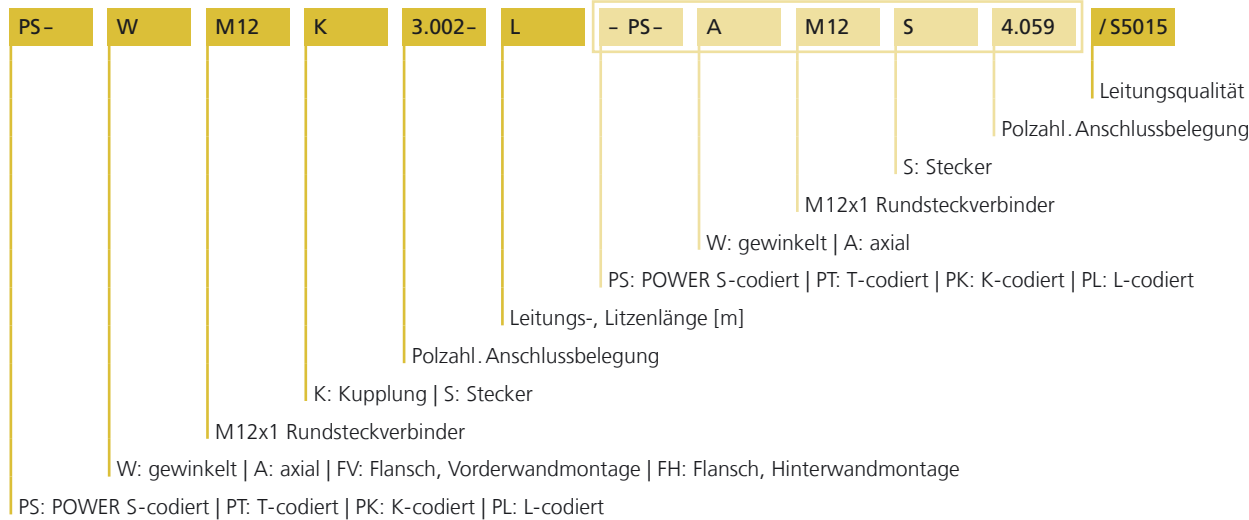 PS– W M12 K 3.002– L – PS– A M12 S 4.059 / S5015
Leitungsqualität
Polzahl. Anschlussbelegung
S: Stecker
M12x1 Rundsteckverbinder
W: gewinkelt | A: axial
PS: POWER S-codiert | PT: T-codiert | PK: K-codiert | PL: L-codiert
Leitungs-, Litzenlänge [m]
Polzahl. Anschlussbelegung
K: Kupplung | S: Stecker
M12x1 Rundsteckverbinder
W: gewinkelt | A: axial | FV: Flansch, Vorderwandmontage | FH: Flansch, Hinterwandmontage
PS: POWER S-codiert | PT: T-codiert | PK: K-codiert | PL: L-codiert